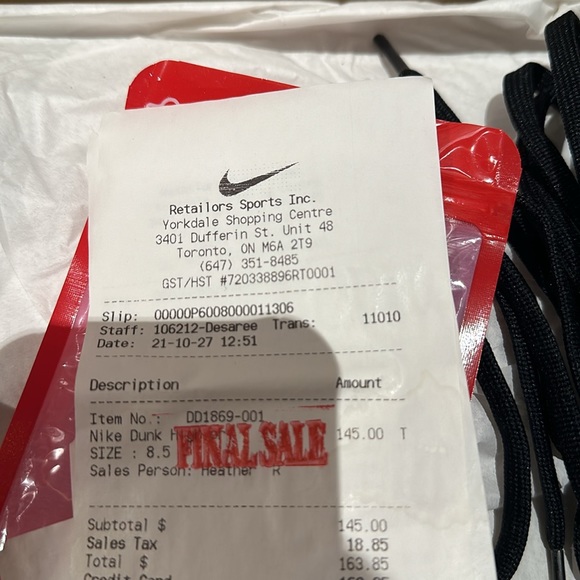 Retailors Sports Inc.
Yorkdale Shopping Centre
3401 Dufferin St. Unit 48
Toronto, ON M6A 2T9
(647) 351-8485
GST/HST #720338896RT0001
Slip: 00000P6008000011306
Staff: 106212-Desaree Trans: 11010
Date: 21-10-27 12:51
Description Amount
Item No.: DD1869-001
Nike Dunk 145.00 T
FINAL SALE
SIZE : 8.5
Sales Person: Heather R
Subtotal $ 145.00
Sales Tax 18.85
Total $ 163.85
Credit Card